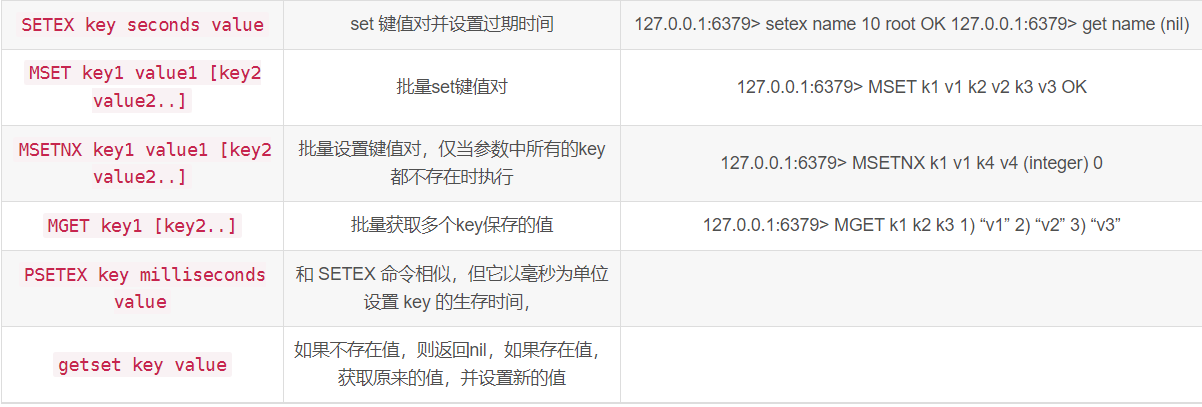 SETEX key seconds value
set 键值对并设置过期时间
127.0.0.1:6379> setex name 10 root OK 127.0.0.1:6379> get name (nil)
MSET key1 value1 [key2
value2..]
批量set键值对
127.0.0.1:6379> MSET k1 v1 k2 v2 k3 v3 OK
MSETNX key1 value1 [key2
value2..]
批量设置键值对，仅当参数中所有的key
都不存在时执行
127.0.0.1:6379> MSETNX k1 v1 k4 v4 (integer) 0
MGET key1 [key2..]
批量获取多个key保存的值
127.0.0.1:6379> MGET k1 k2 k3 1) “v1” 2) “v2” 3) “v3”
PSETEX key milliseconds
value
和 SETEX 命令相似，但它以毫秒为单位
设置 key 的生存时间，
getset key value
如果不存在值，则返回nil，如果存在值，
获取原来的值，并设置新的值